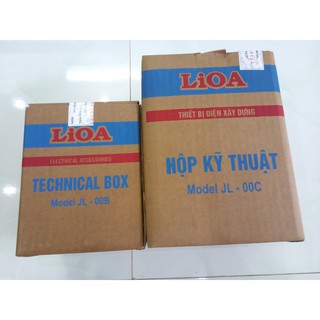 LiOA
ELECTRICAL ACCESSORIES
TECHNICAL BOX
Model JL - 00B
LiOA
THIẾT BỊ ĐIỆN XÂY DỰNG
HỘP KỸ THUẬT
Model JL - 00C